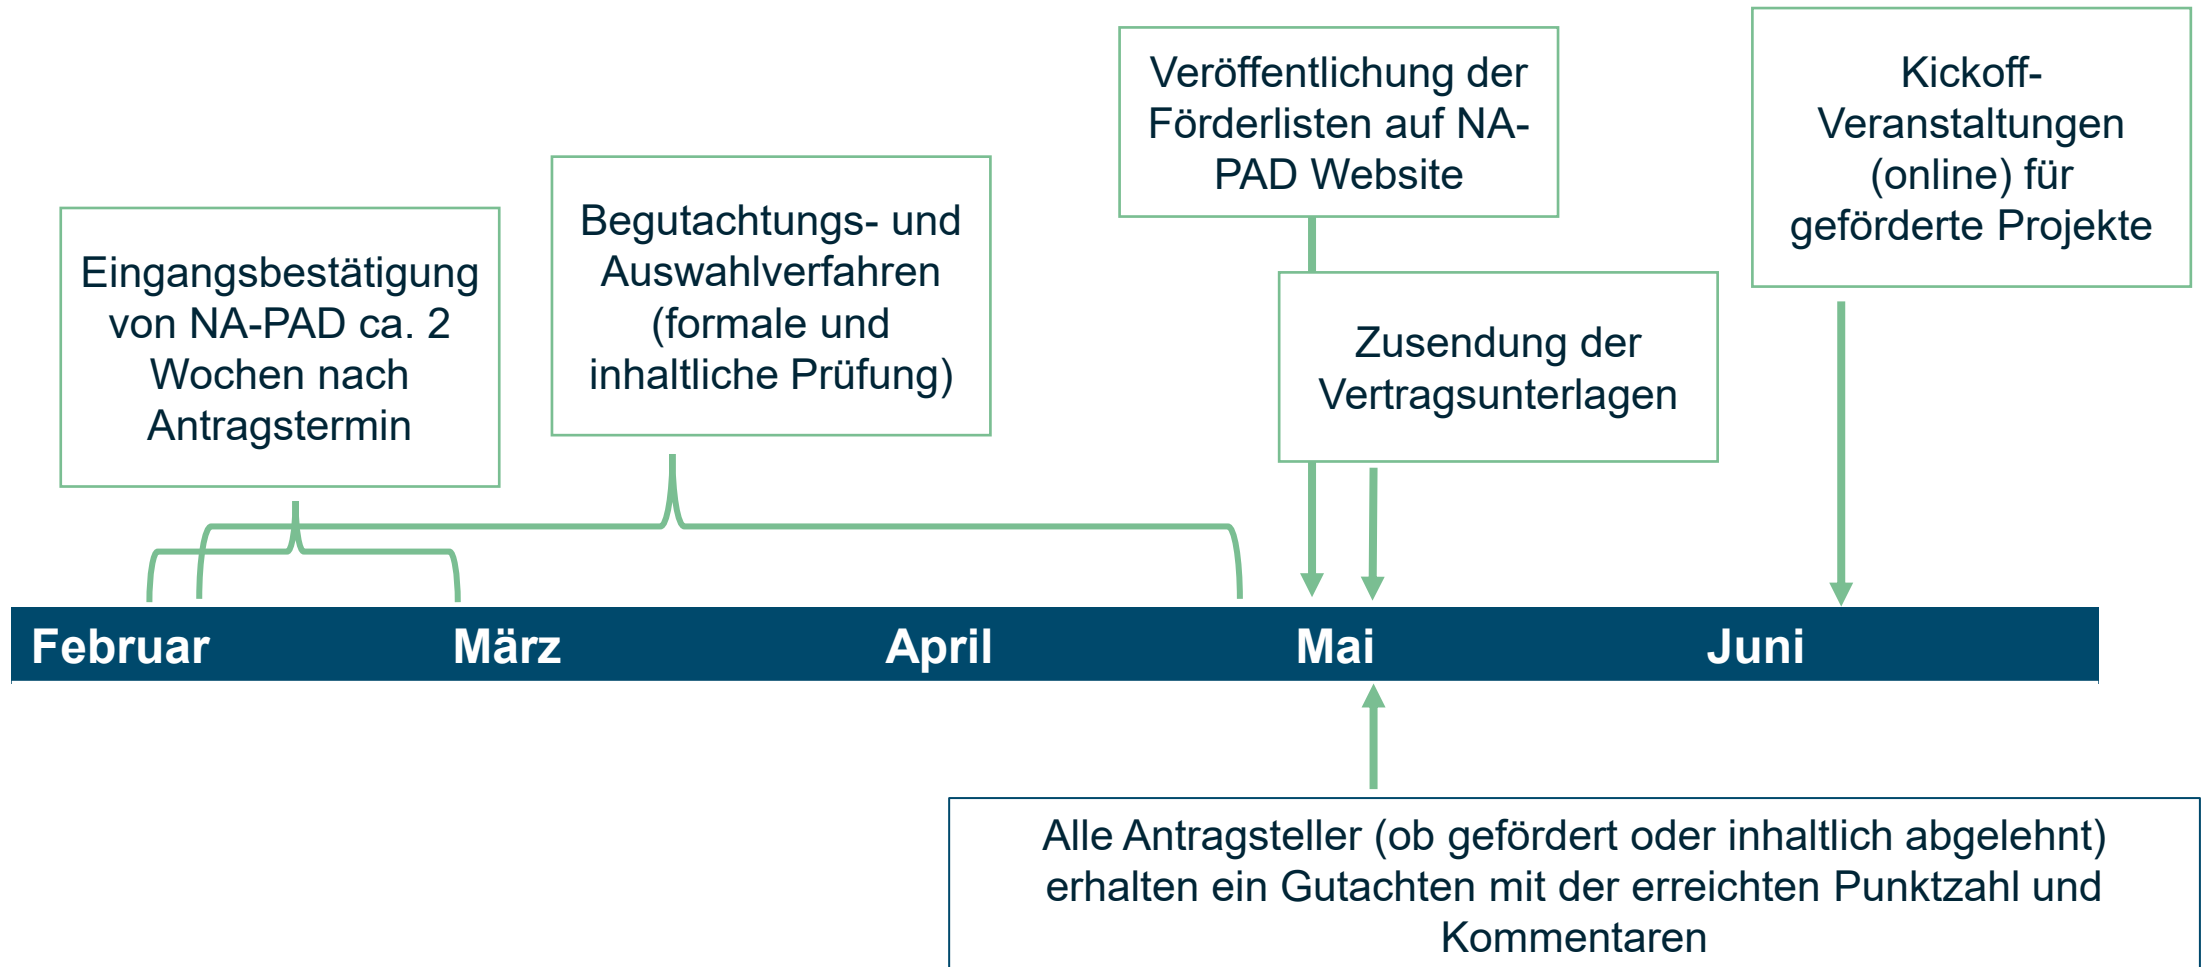 Eingangsbestätigung
von NA-PAD ca. 2
Wochen nach
Antragstermin
Begutachtungs- und
Auswahlverfahren
(formale und
inhaltliche Prüfung)
Veröffentlichung der
Förderlisten auf NA-
PAD Website
Zusendung der
Vertragsunterlagen
Kickoff-
Veranstaltungen
(online) für
geförderte Projekte
Februar März April Mai Juni
Alle Antragsteller (ob gefördert oder inhaltlich abgelehnt)
erhalten ein Gutachten mit der erreichten Punktzahl und
Kommentaren